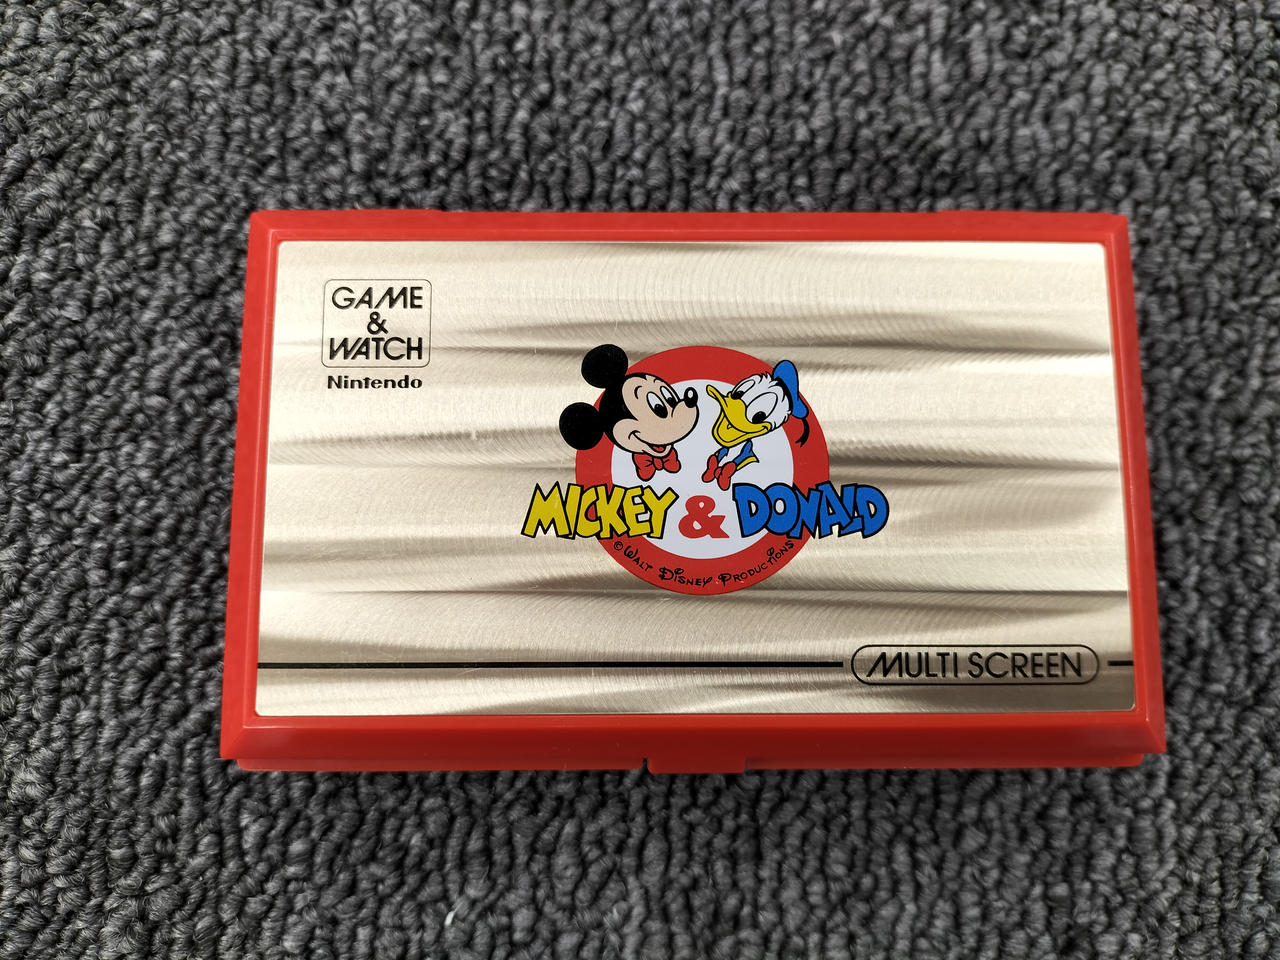 GAME
&
WATCH
Nintendo
MICKEY & DONALD
© WALT DISNEY PRODUCTIONS
MULTI SCREEN